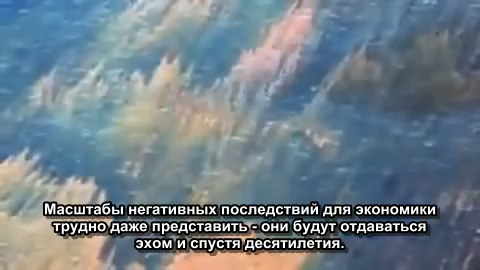 Масштабы негативных последствий для экономики
трудно даже представить - они будут отдаваться
эхом и спустя десятилетия.